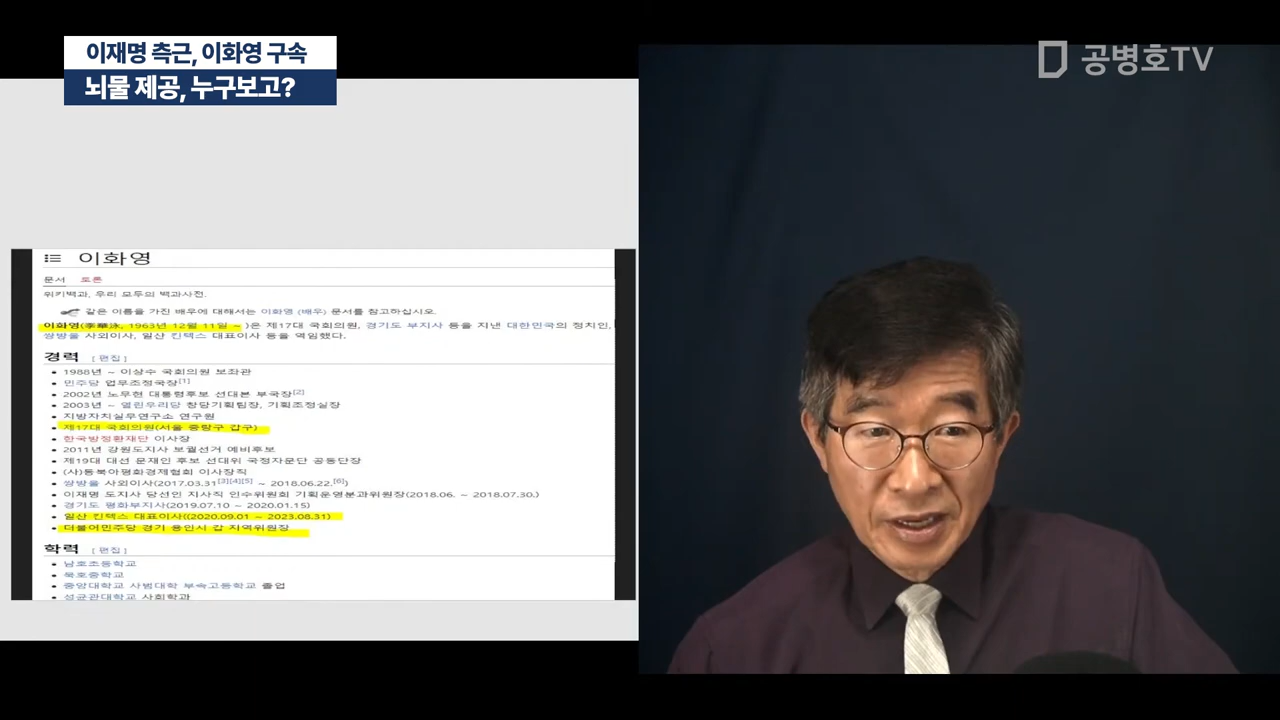 이재명 측근, 이화영 구속
뇌물 제공, 누구보고?
공병호TV
이화영
문서 토론
위키백과, 우리 모두의 백과사전.
같은 이름을 가진 배우에 대해서는 이화영 (배우) 문서를 참고하십시오.
이화영(李華泳, 1963년 12월 11일 ~ )은 제17대 국회의원, 경기도 부지사 등을 지낸 대한민국의 정치인,
쌍방울 사외이사, 일산 킨텍스 대표이사 등을 역임했다.
경력 [편집]
1988년 ~ 이상수 국회의원 보좌관
민주당 업무조정국장[1]
2002년 노무현 대통령후보 선대본 부국장[2]
2003년 ~ 열린우리당 창당기획팀장, 기획조정실장
지방자치실무연구소 연구원
제17대 국회의원(서울 중랑구 갑구)
한국방정환재단 이사장
2011년 강원도지사 보궐선거 예비후보
제19대 대선 문재인 후보 선대위 국정자문단 공동단장
(사)동북아평화경제협회 이사장직
쌍방울 사외이사(2017.03.31[3][4][5] ~ 2018.06.22.[6])
이재명 도지사 당선인 지사직 인수위원회 기획운영분과위원장(2018.06. ~ 2018.07.30.)
경기도 평화부지사(2019.07.10 ~ 2020.01.15)
일산 킨텍스 대표이사((2020.09.01 ~ 2023.08.31)
더불어민주당 경기 용인시 갑 지역위원장
학력 [편집]
남호초등학교
묵호중학교
중앙대학교 사범대학 부속고등학교 졸업
성균관대학교 사회학과